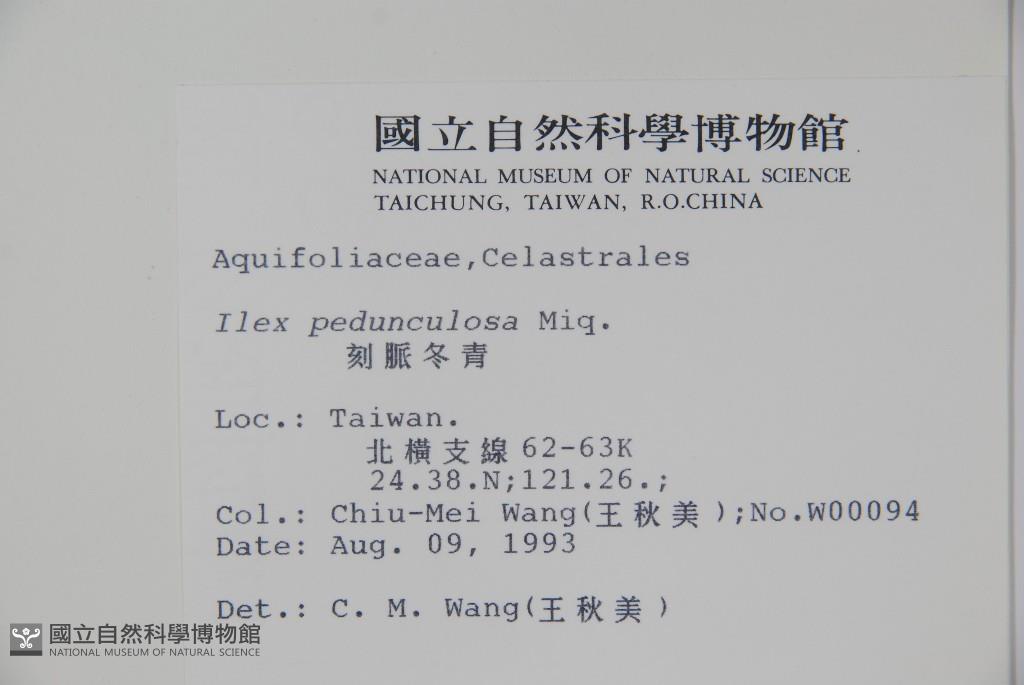 國立自然科學博物館
NATIONAL MUSEUM OF NATURAL SCIENCE
TAICHUNG, TAIWAN, R.O.CHINA
Aquifoliaceae,Celastrales
Ilex pedunculosa Miq.
刻脈冬青
Loc.: Taiwan.
北橫支線62-63K
24.38.N;121.26.;
Col.: Chiu-Mei Wang(王秋美);No.W00094
Date: Aug. 09, 1993
Det.: C. M. Wang(王秋美)
國立自然科學博物館
NATIONAL MUSEUM OF NATURAL SCIENCE